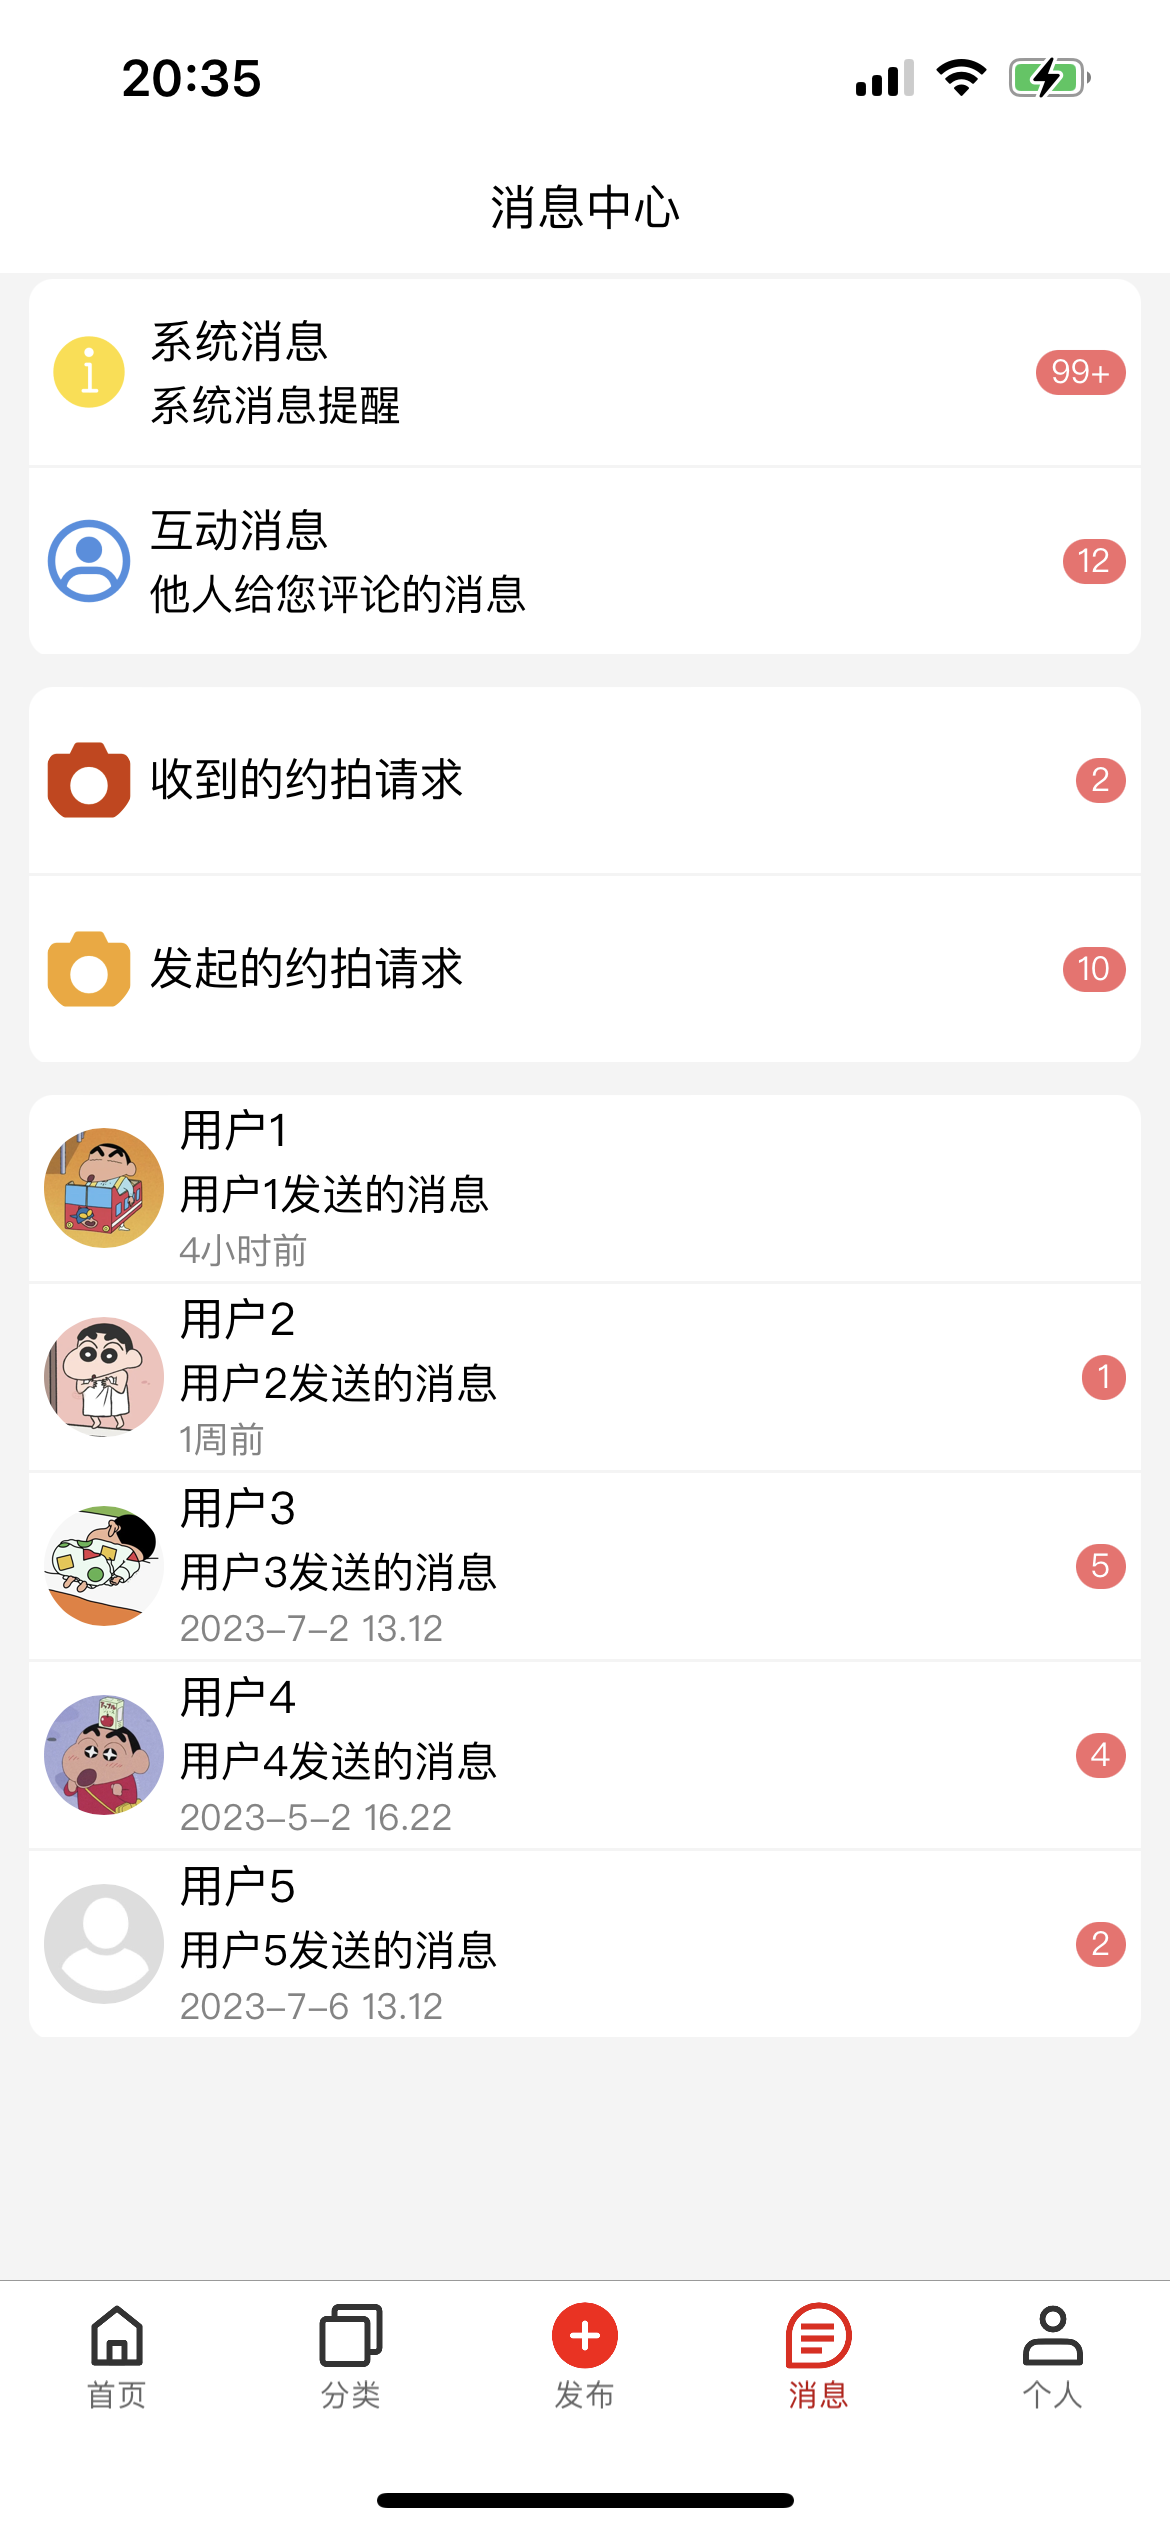 20:35
消息中心
系统消息
系统消息提醒
99+
互动消息
他人给您评论的消息
12
收到的约拍请求
2
发起的约拍请求
10
用户1
用户1发送的消息
4小时前
用户2
用户2发送的消息
1周前
1
用户3
用户3发送的消息
2023-7-2 13.12
5
用户4
用户4发送的消息
2023-5-2 16.22
4
用户5
用户5发送的消息
2023-7-6 13.12
2
首页
分类
发布
消息
个人